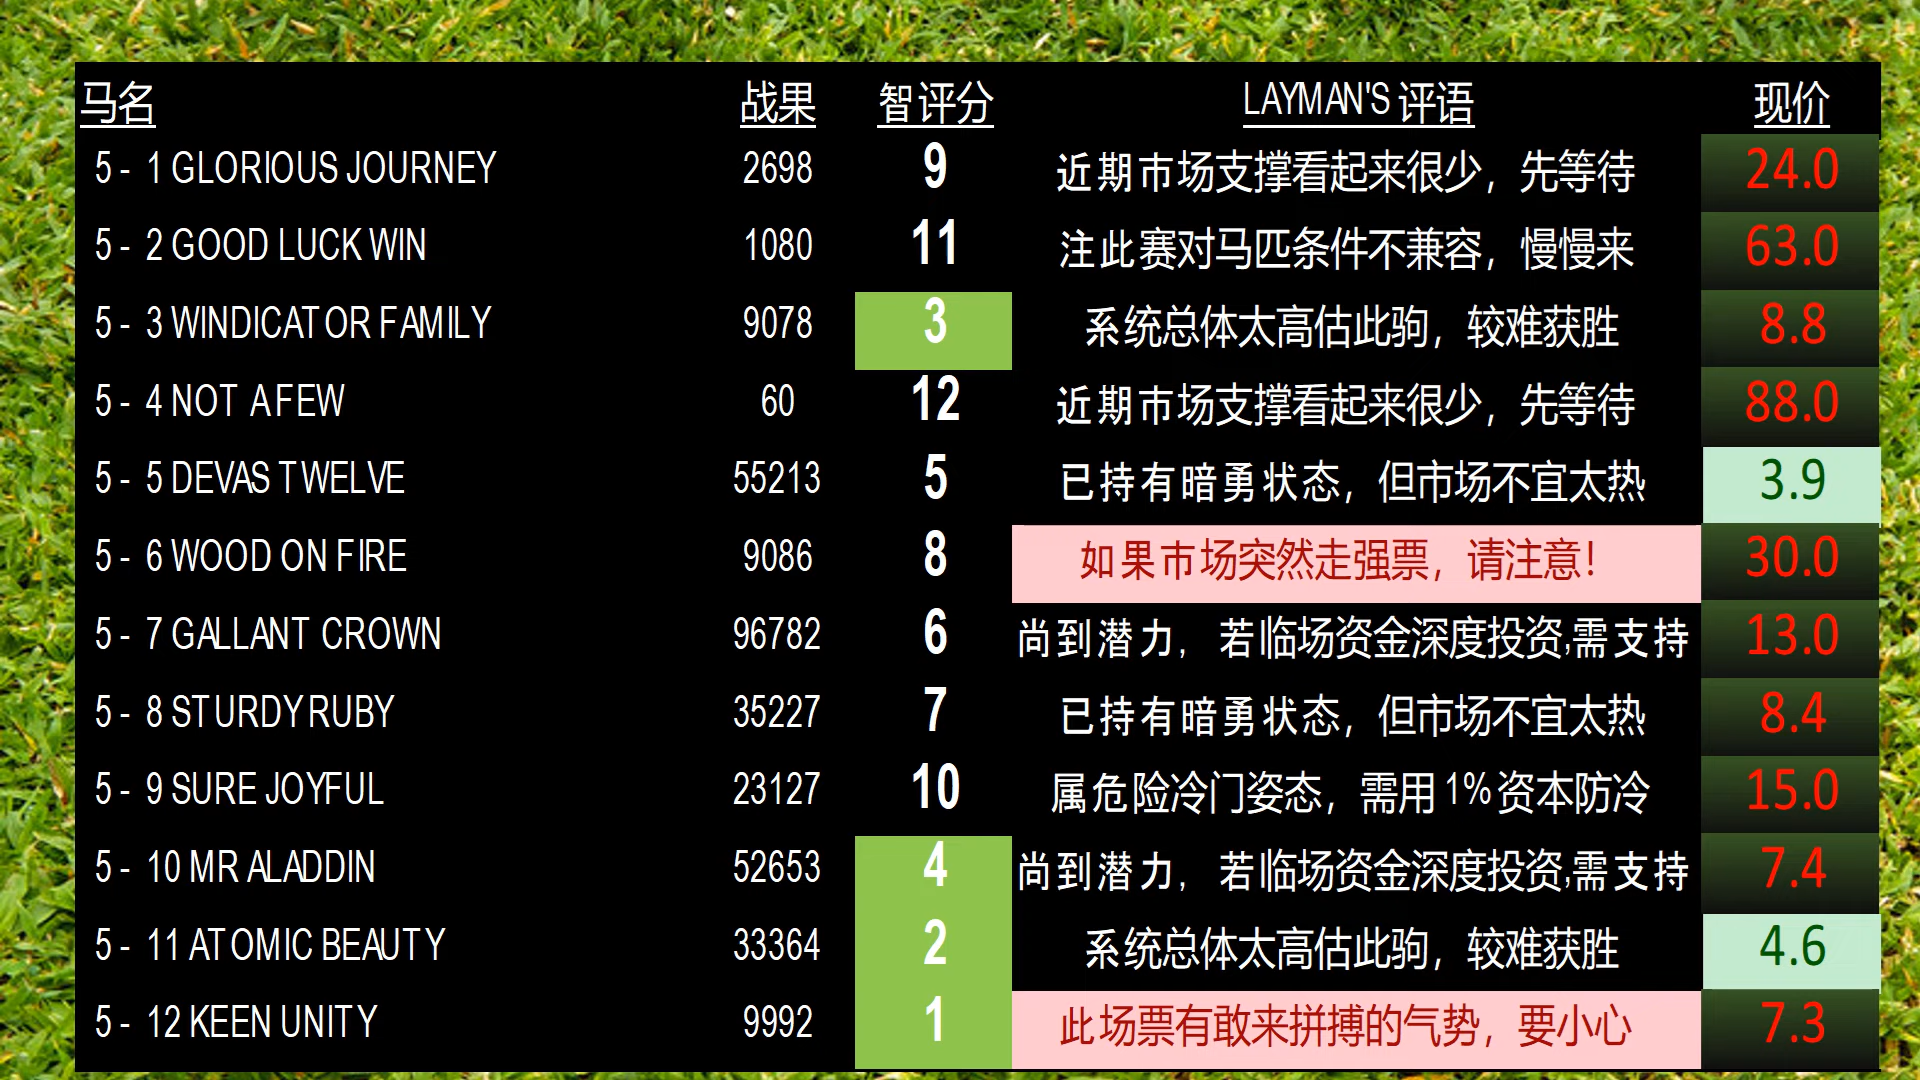 马名 战果 智评分 LAYMAN'S 评语 现价
5 - 1 GLORIOUS JOURNEY 2698 9 近期市场支撑看起来很少，先等待 24.0
5 - 2 GOOD LUCK WIN 1080 11 注此赛对马匹条件不兼容，慢慢来 63.0
5 - 3 WINDICATOR FAMILY 9078 3 系统总体太高估此驹，较难获胜 8.8
5 - 4 NOT A FEW 60 12 近期市场支撑看起来很少，先等待 88.0
5 - 5 DEVAS TWELVE 55213 5 已持有暗勇状态，但市场不宜太热 3.9
5 - 6 WOOD ON FIRE 9086 8 如果市场突然走强票，请注意！ 30.0
5 - 7 GALLANT CROWN 96782 6 尚到潜力，若临场资金深度投资,需支持 13.0
5 - 8 STURDY RUBY 35227 7 已持有暗勇状态，但市场不宜太热 8.4
5 - 9 SURE JOYFUL 23127 10 属危险冷门姿态，需用1%资本防冷 15.0
5 - 10 MR ALADDIN 52653 4 尚到潜力，若临场资金深度投资,需支持 7.4
5 - 11 ATOMIC BEAUTY 33364 2 系统总体太高估此驹，较难获胜 4.6
5 - 12 KEEN UNITY 9992 1 此场票有敢来拼搏的气势，要小心 7.3